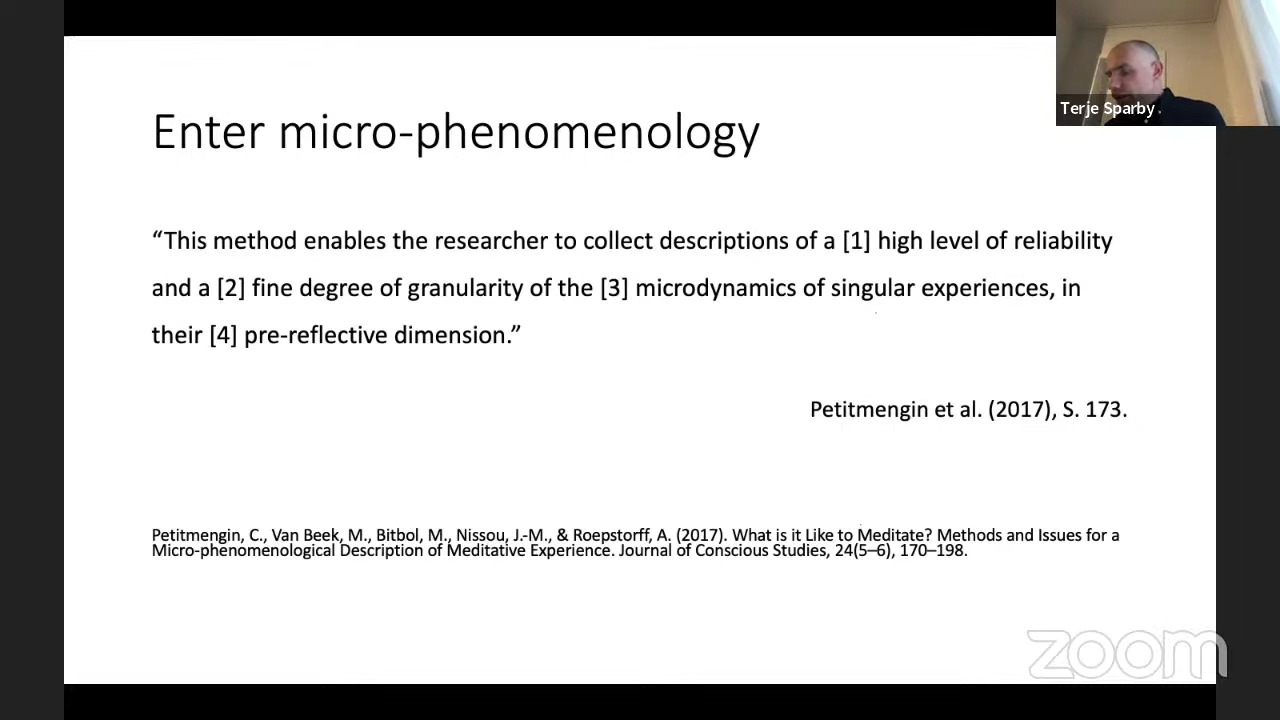 Terje Sparby
Enter micro-phenomenology
“This method enables the researcher to collect descriptions of a [1] high level of reliability
and a [2] fine degree of granularity of the [3] microdynamics of singular experiences, in
their [4] pre-reflective dimension.”
Petitmengin et al. (2017), S. 173.
Petitmengin, C., Van Beek, M., Bitbol, M., Nissou, J.-M., & Roepstorff, A. (2017). What is it Like to Meditate? Methods and Issues for a
Micro-phenomenological Description of Meditative Experience. Journal of Conscious Studies, 24(5–6), 170–198.
zoom